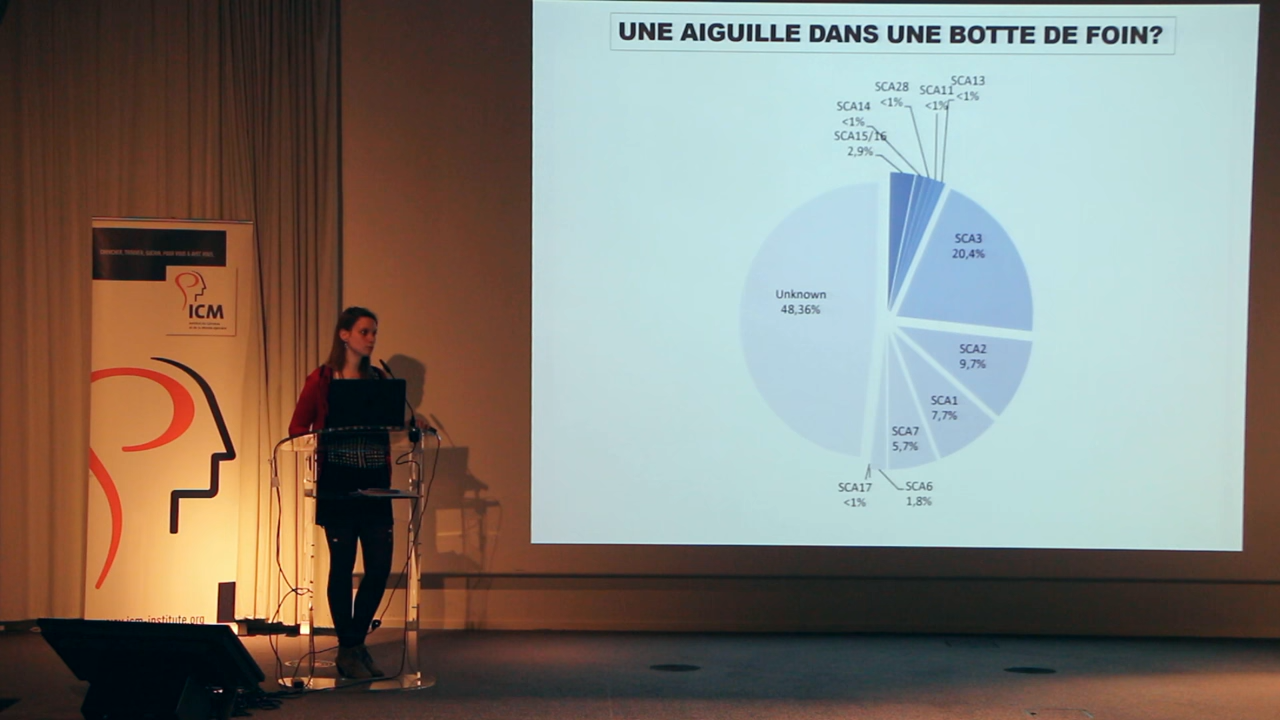 UNE AIGUILLE DANS UNE BOTTE DE FOIN?
SCA13
<1%
SCA28
<1%
SCA11
<1%
SCA14
<1%
SCA15/16
2,9%
SCA3
20,4%
Unknown
48,36%
SCA2
9,7%
SCA1
7,7%
SCA7
5,7%
SCA17
<1%
SCA6
1,8%
ICM
icm-institute.org